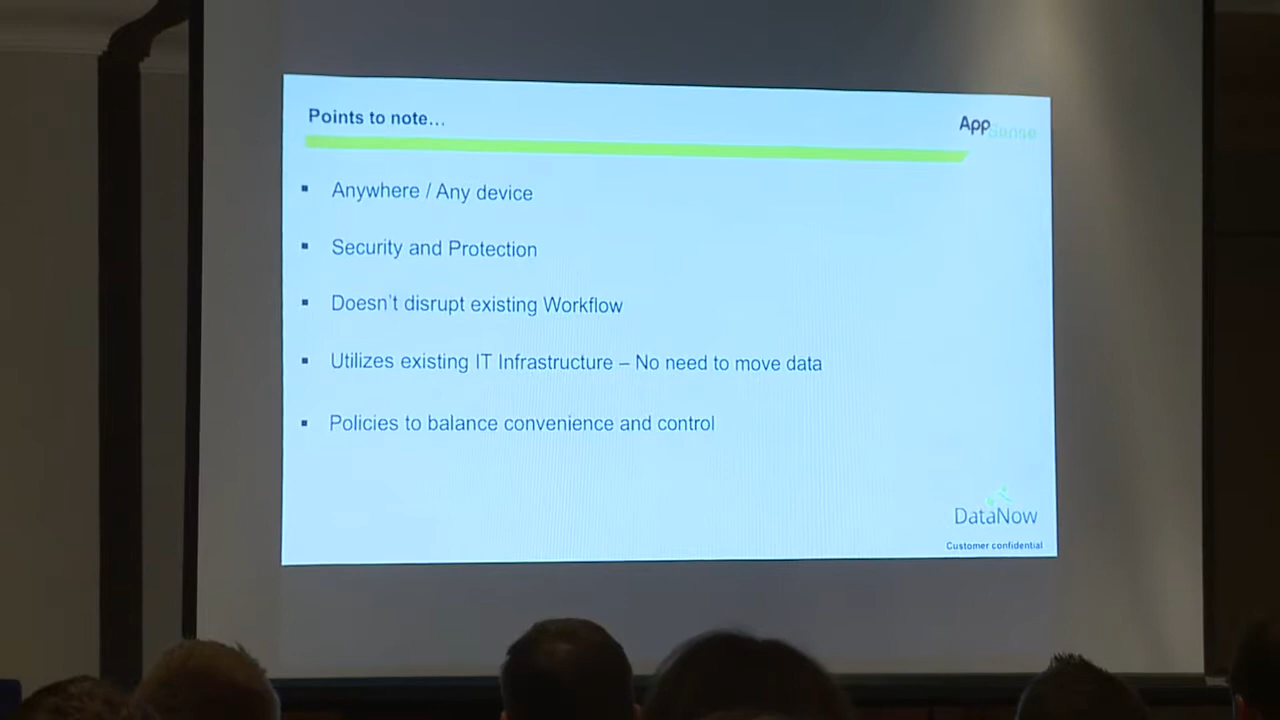 Points to note…
AppSense
Anywhere / Any device
Security and Protection
Doesn't disrupt existing Workflow
Utilizes existing IT Infrastructure – No need to move data
Policies to balance convenience and control
DataNow
Customer confidential